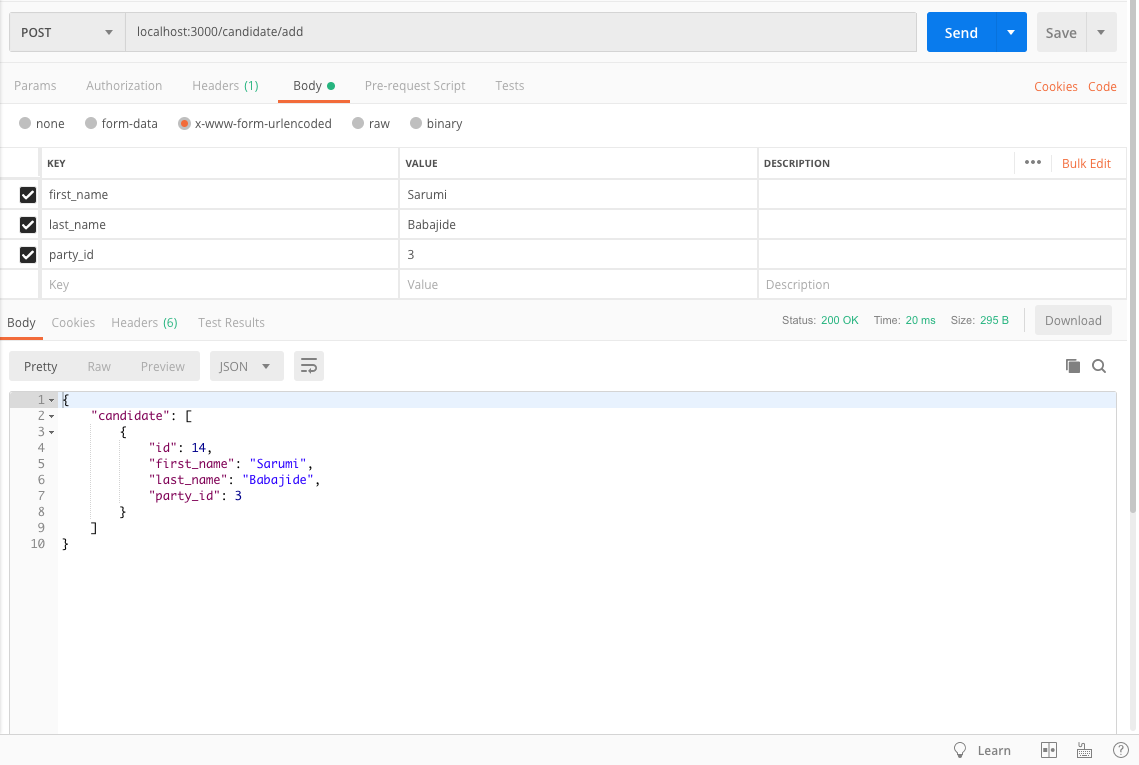 POST localhost:3000/candidate/add Send Save
Params Authorization Headers (1) Body Pre-request Script Tests Cookies Code
none form-data x-www-form-urlencoded raw binary
KEY VALUE DESCRIPTION ••• Bulk Edit
first_name Sarumi
last_name Babajide
party_id 3
Key Value Description
Body Cookies Headers (6) Test Results Status: 200 OK Time: 20 ms Size: 295 B Download
Pretty Raw Preview JSON
1 {
2 "candidate": [
3 {
4 "id": 14,
5 "first_name": "Sarumi",
6 "last_name": "Babajide",
7 "party_id": 3
8 }
9 ]
10 }
Learn ?